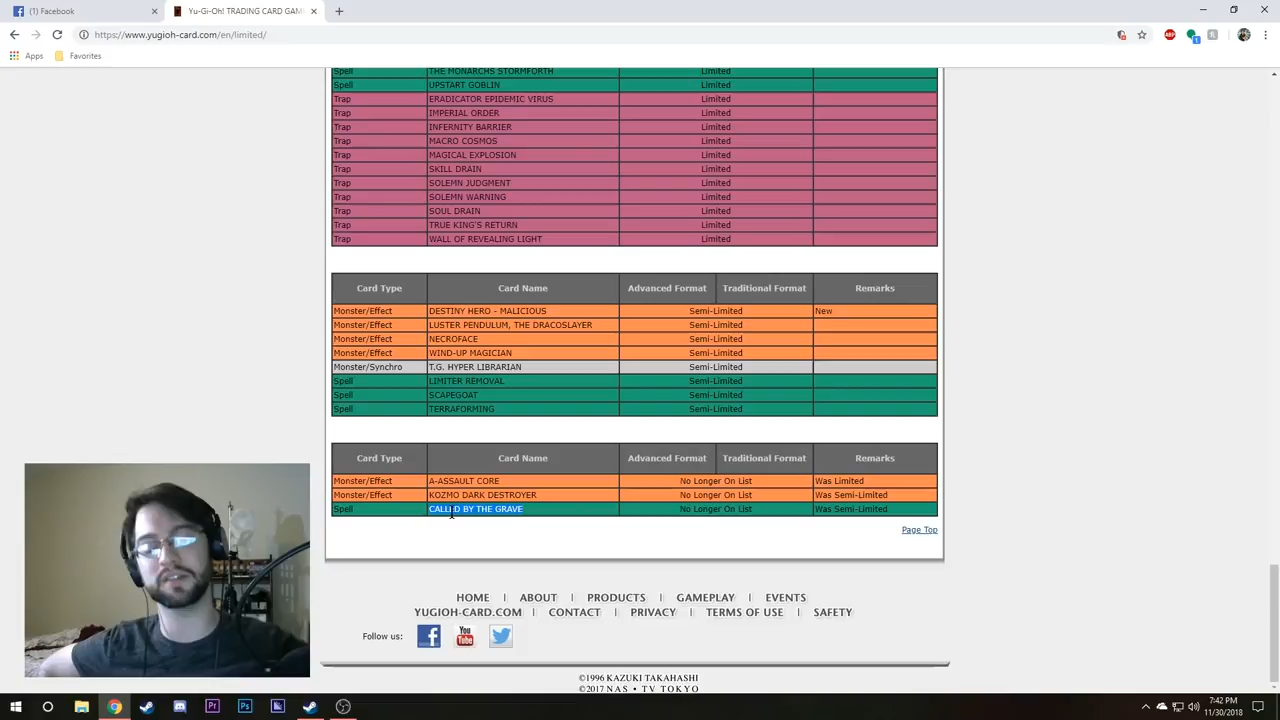 (1) Facebook
Yu-Gi-Oh! TRADING CARD GAM
https://www.yugioh-card.com/en/limited/
Apps Favorites
Spell THE MONARCHS STORMFORTH Limited
Spell UPSTART GOBLIN Limited
Trap ERADICATOR EPIDEMIC VIRUS Limited
Trap IMPERIAL ORDER Limited
Trap INFERNITY BARRIER Limited
Trap MACRO COSMOS Limited
Trap MAGICAL EXPLOSION Limited
Trap SKILL DRAIN Limited
Trap SOLEMN JUDGMENT Limited
Trap SOLEMN WARNING Limited
Trap SOUL DRAIN Limited
Trap TRUE KING'S RETURN Limited
Trap WALL OF REVEALING LIGHT Limited
Card Type Card Name Advanced Format Traditional Format Remarks
Monster/Effect DESTINY HERO - MALICIOUS Semi-Limited New
Monster/Effect LUSTER PENDULUM, THE DRACOSLAYER Semi-Limited
Monster/Effect NECROFACE Semi-Limited
Monster/Effect WIND-UP MAGICIAN Semi-Limited
Monster/Synchro T.G. HYPER LIBRARIAN Semi-Limited
Spell LIMITER REMOVAL Semi-Limited
Spell SCAPEGOAT Semi-Limited
Spell TERRAFORMING Semi-Limited
Card Type Card Name Advanced Format Traditional Format Remarks
Monster/Effect A-ASSAULT CORE No Longer On List Was Limited
Monster/Effect KOZMO DARK DESTROYER No Longer On List Was Semi-Limited
Spell CALLED BY THE GRAVE No Longer On List Was Semi-Limited
Page Top
HOME | ABOUT | PRODUCTS | GAMEPLAY | EVENTS
YUGIOH-CARD.COM | CONTACT | PRIVACY | TERMS OF USE | SAFETY
Follow us:
©1996 KAZUKI TAKAHASHI
©2017 NAS • TV TOKYO
7:42 PM
11/30/2018